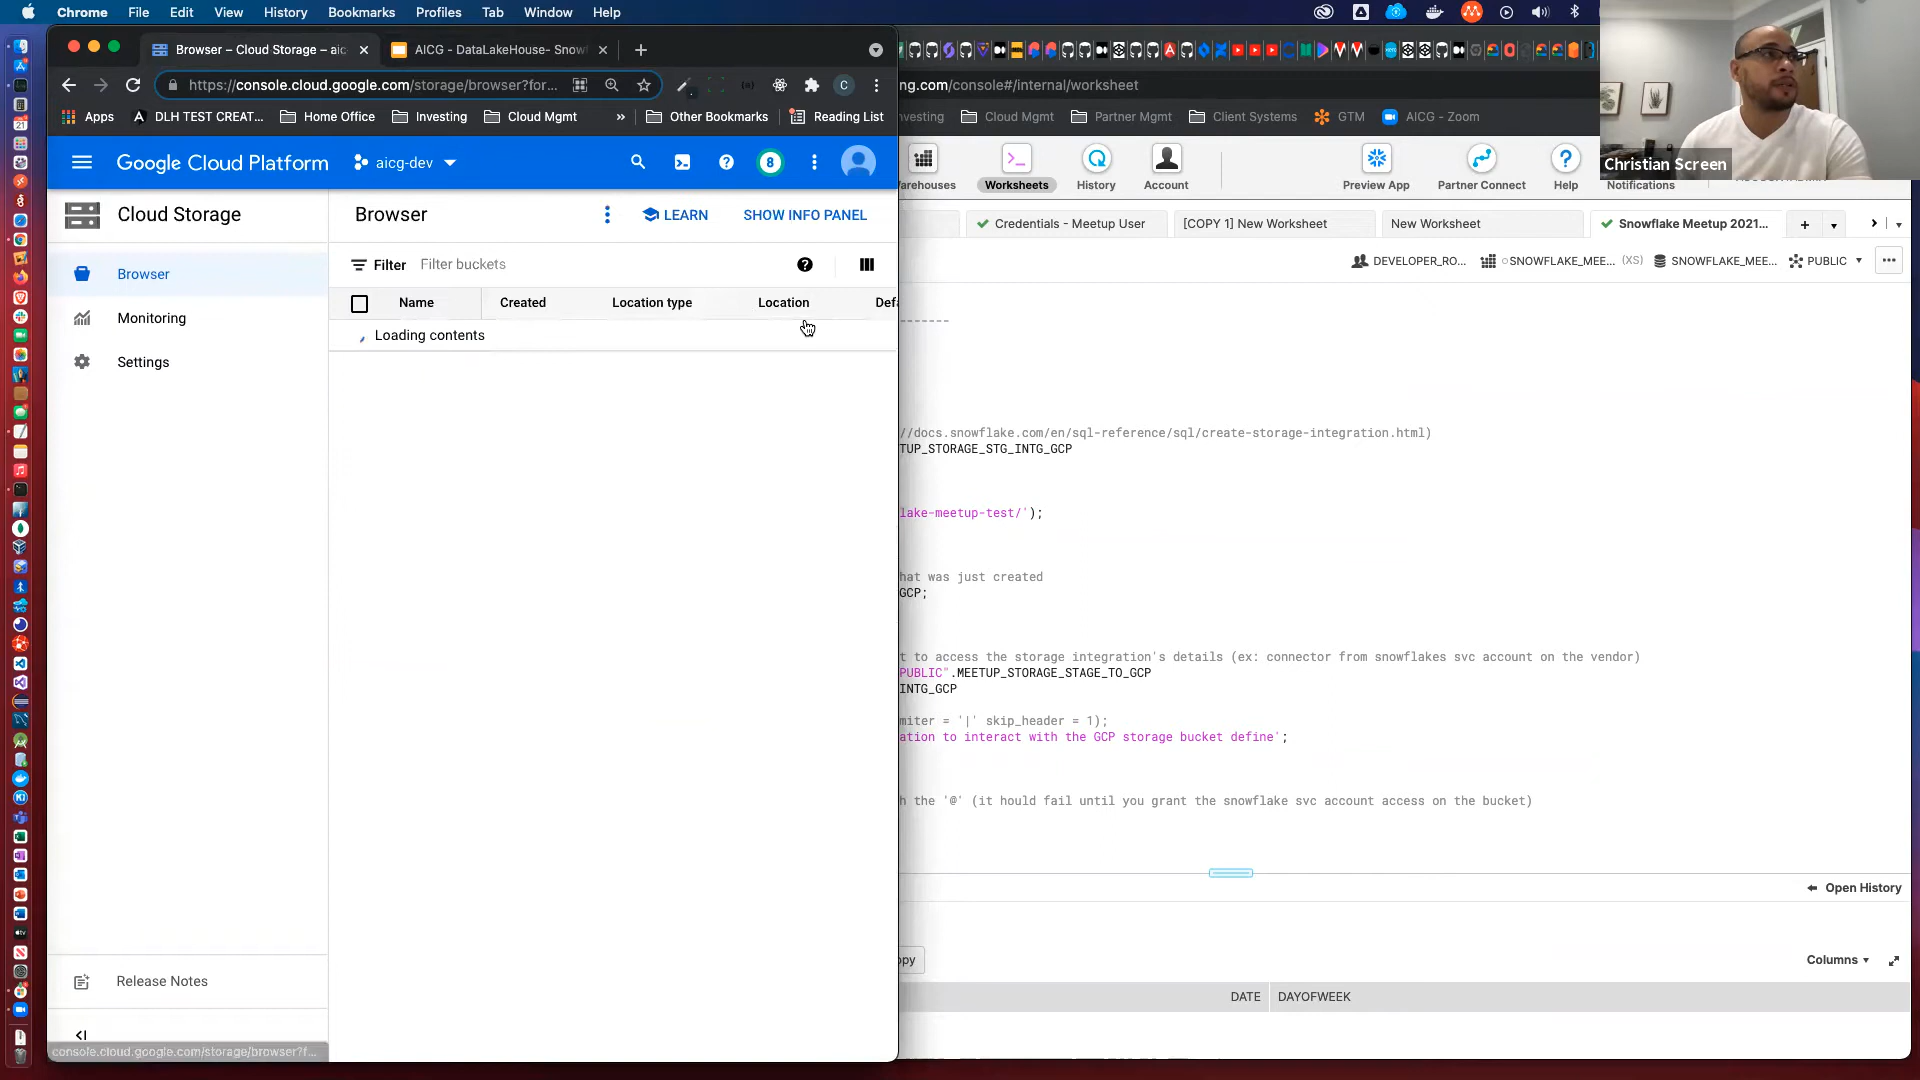 Chrome File Edit View History Bookmarks Profiles Tab Window Help
Browser – Cloud Storage – aic
AICG - DataLakeHouse- Snow
https://console.cloud.google.com/storage/browser?for...
ng.com/console#/internal/worksheet
Apps DLH TEST CREAT... Home Office Investing Cloud Mgmt » Other Bookmarks Reading List
vesting Cloud Mgmt Partner Mgmt Client Systems GTM AICG - Zoom
Christian Screen
Google Cloud Platform aicg-dev 8
arehouses Worksheets History Account Preview App Partner Connect Help Notifications
Cloud Storage
Browser LEARN SHOW INFO PANEL
Credentials - Meetup User [COPY 1] New Worksheet New Worksheet Snowflake Meetup 2021...
DEVELOPER_RO... SNOWFLAKE_MEE... (XS) SNOWFLAKE_MEE... PUBLIC
Browser
Monitoring
Settings
Filter Filter buckets
Name Created Location type Location Defa
Loading contents
-------
//docs.snowflake.com/en/sql-reference/sql/create-storage-integration.html)
TUP_STORAGE_STG_INTG_GCP
lake-meetup-test/');
hat was just created
GCP;
t to access the storage integration's details (ex: connector from snowflakes svc account on the vendor)
PUBLIC".MEETUP_STORAGE_STAGE_TO_GCP
INTG_GCP
miter = '|' skip_header = 1);
ation to interact with the GCP storage bucket define';
h the '@' (it hould fail until you grant the snowflake svc account access on the bucket)
Open History
opy Columns
DATE DAYOFWEEK
Release Notes
console.cloud.google.com/storage/browser?f...